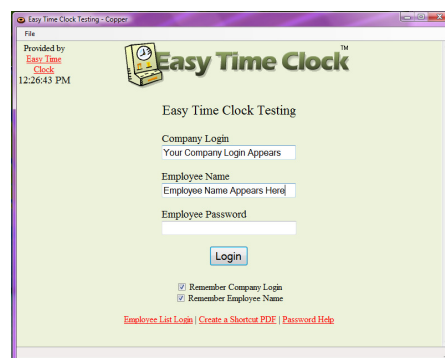 Easy Time Clock Testing - Copper
File
Provided by
Easy Time
Clock
12:26:43 PM
Easy Time Clock™
Easy Time Clock Testing
Company Login
Your Company Login Appears
Employee Name
Employee Name Appears Here
Employee Password
Login
Remember Company Login
Remember Employee Name
Employee List Login | Create a Shortcut PDF | Password Help